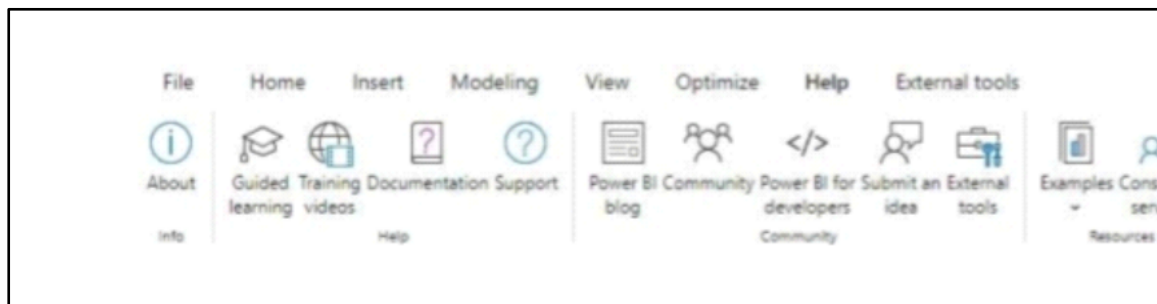 File Home Insert Modeling View Optimize Help External tools
About Guided learning Training videos Documentation Support Power BI blog Community Power BI for developers Submit an idea External tools Examples
Info Help Community Resources